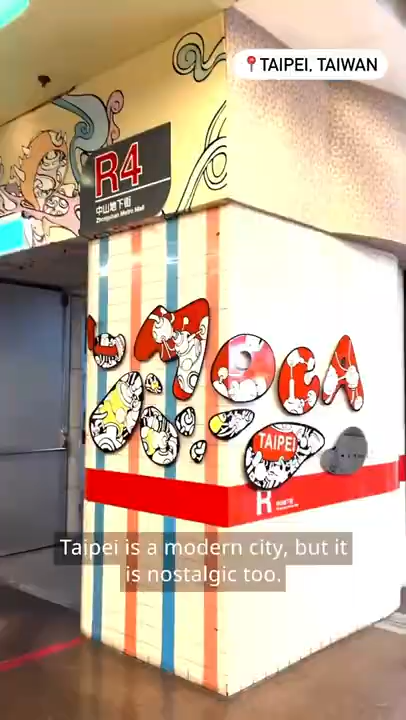 TAIPEI, TAIWAN
R4
中山地下街
Zhongshan Metro Mall
MOCA
TAIPEI
R
Taipei is a modern city, but it
is nostalgic too.